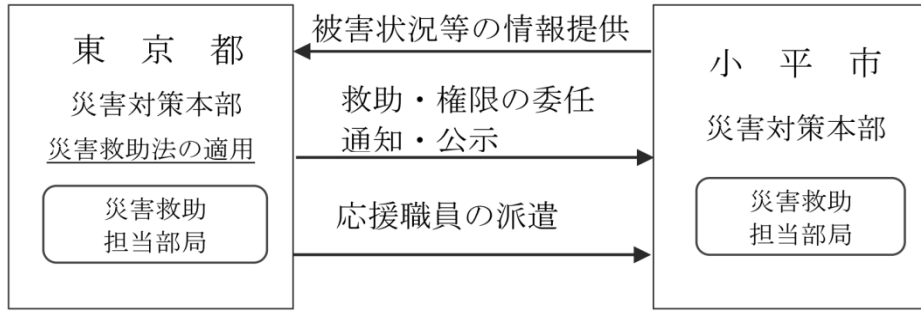 東　京　都
災害対策本部
災害救助法の適用
災害救助
担当部局
被害状況等の情報提供
救助・権限の委任
通知・公示
応援職員の派遣
小　平　市
災害対策本部
災害救助
担当部局